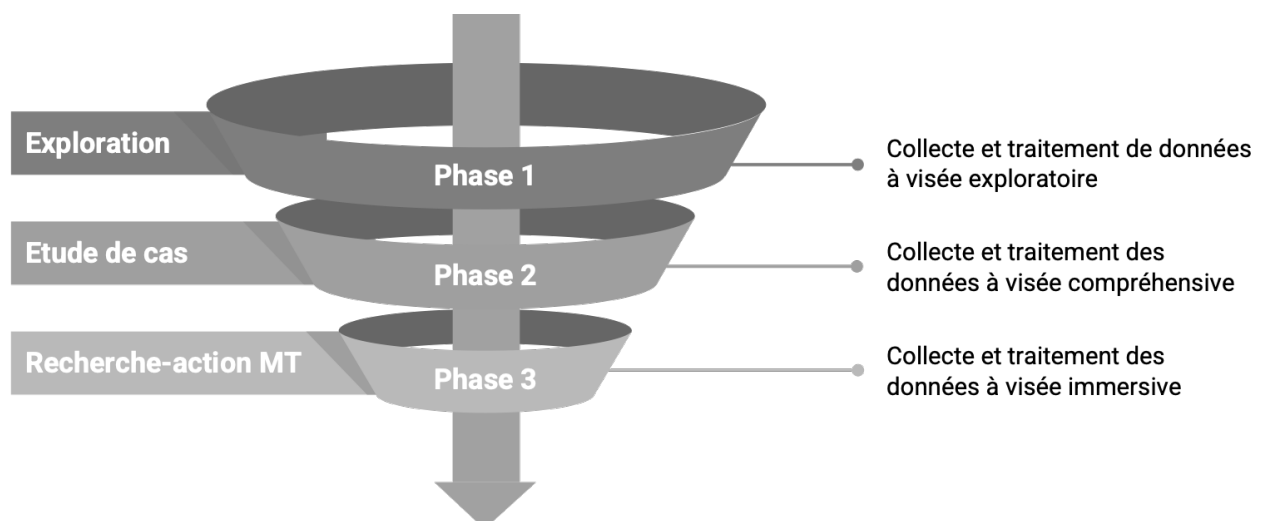 Exploration
Phase 1
Collecte et traitement de données
à visée exploratoire
Etude de cas
Phase 2
Collecte et traitement des
données à visée compréhensive
Recherche-action MT
Phase 3
Collecte et traitement des
données à visée immersive